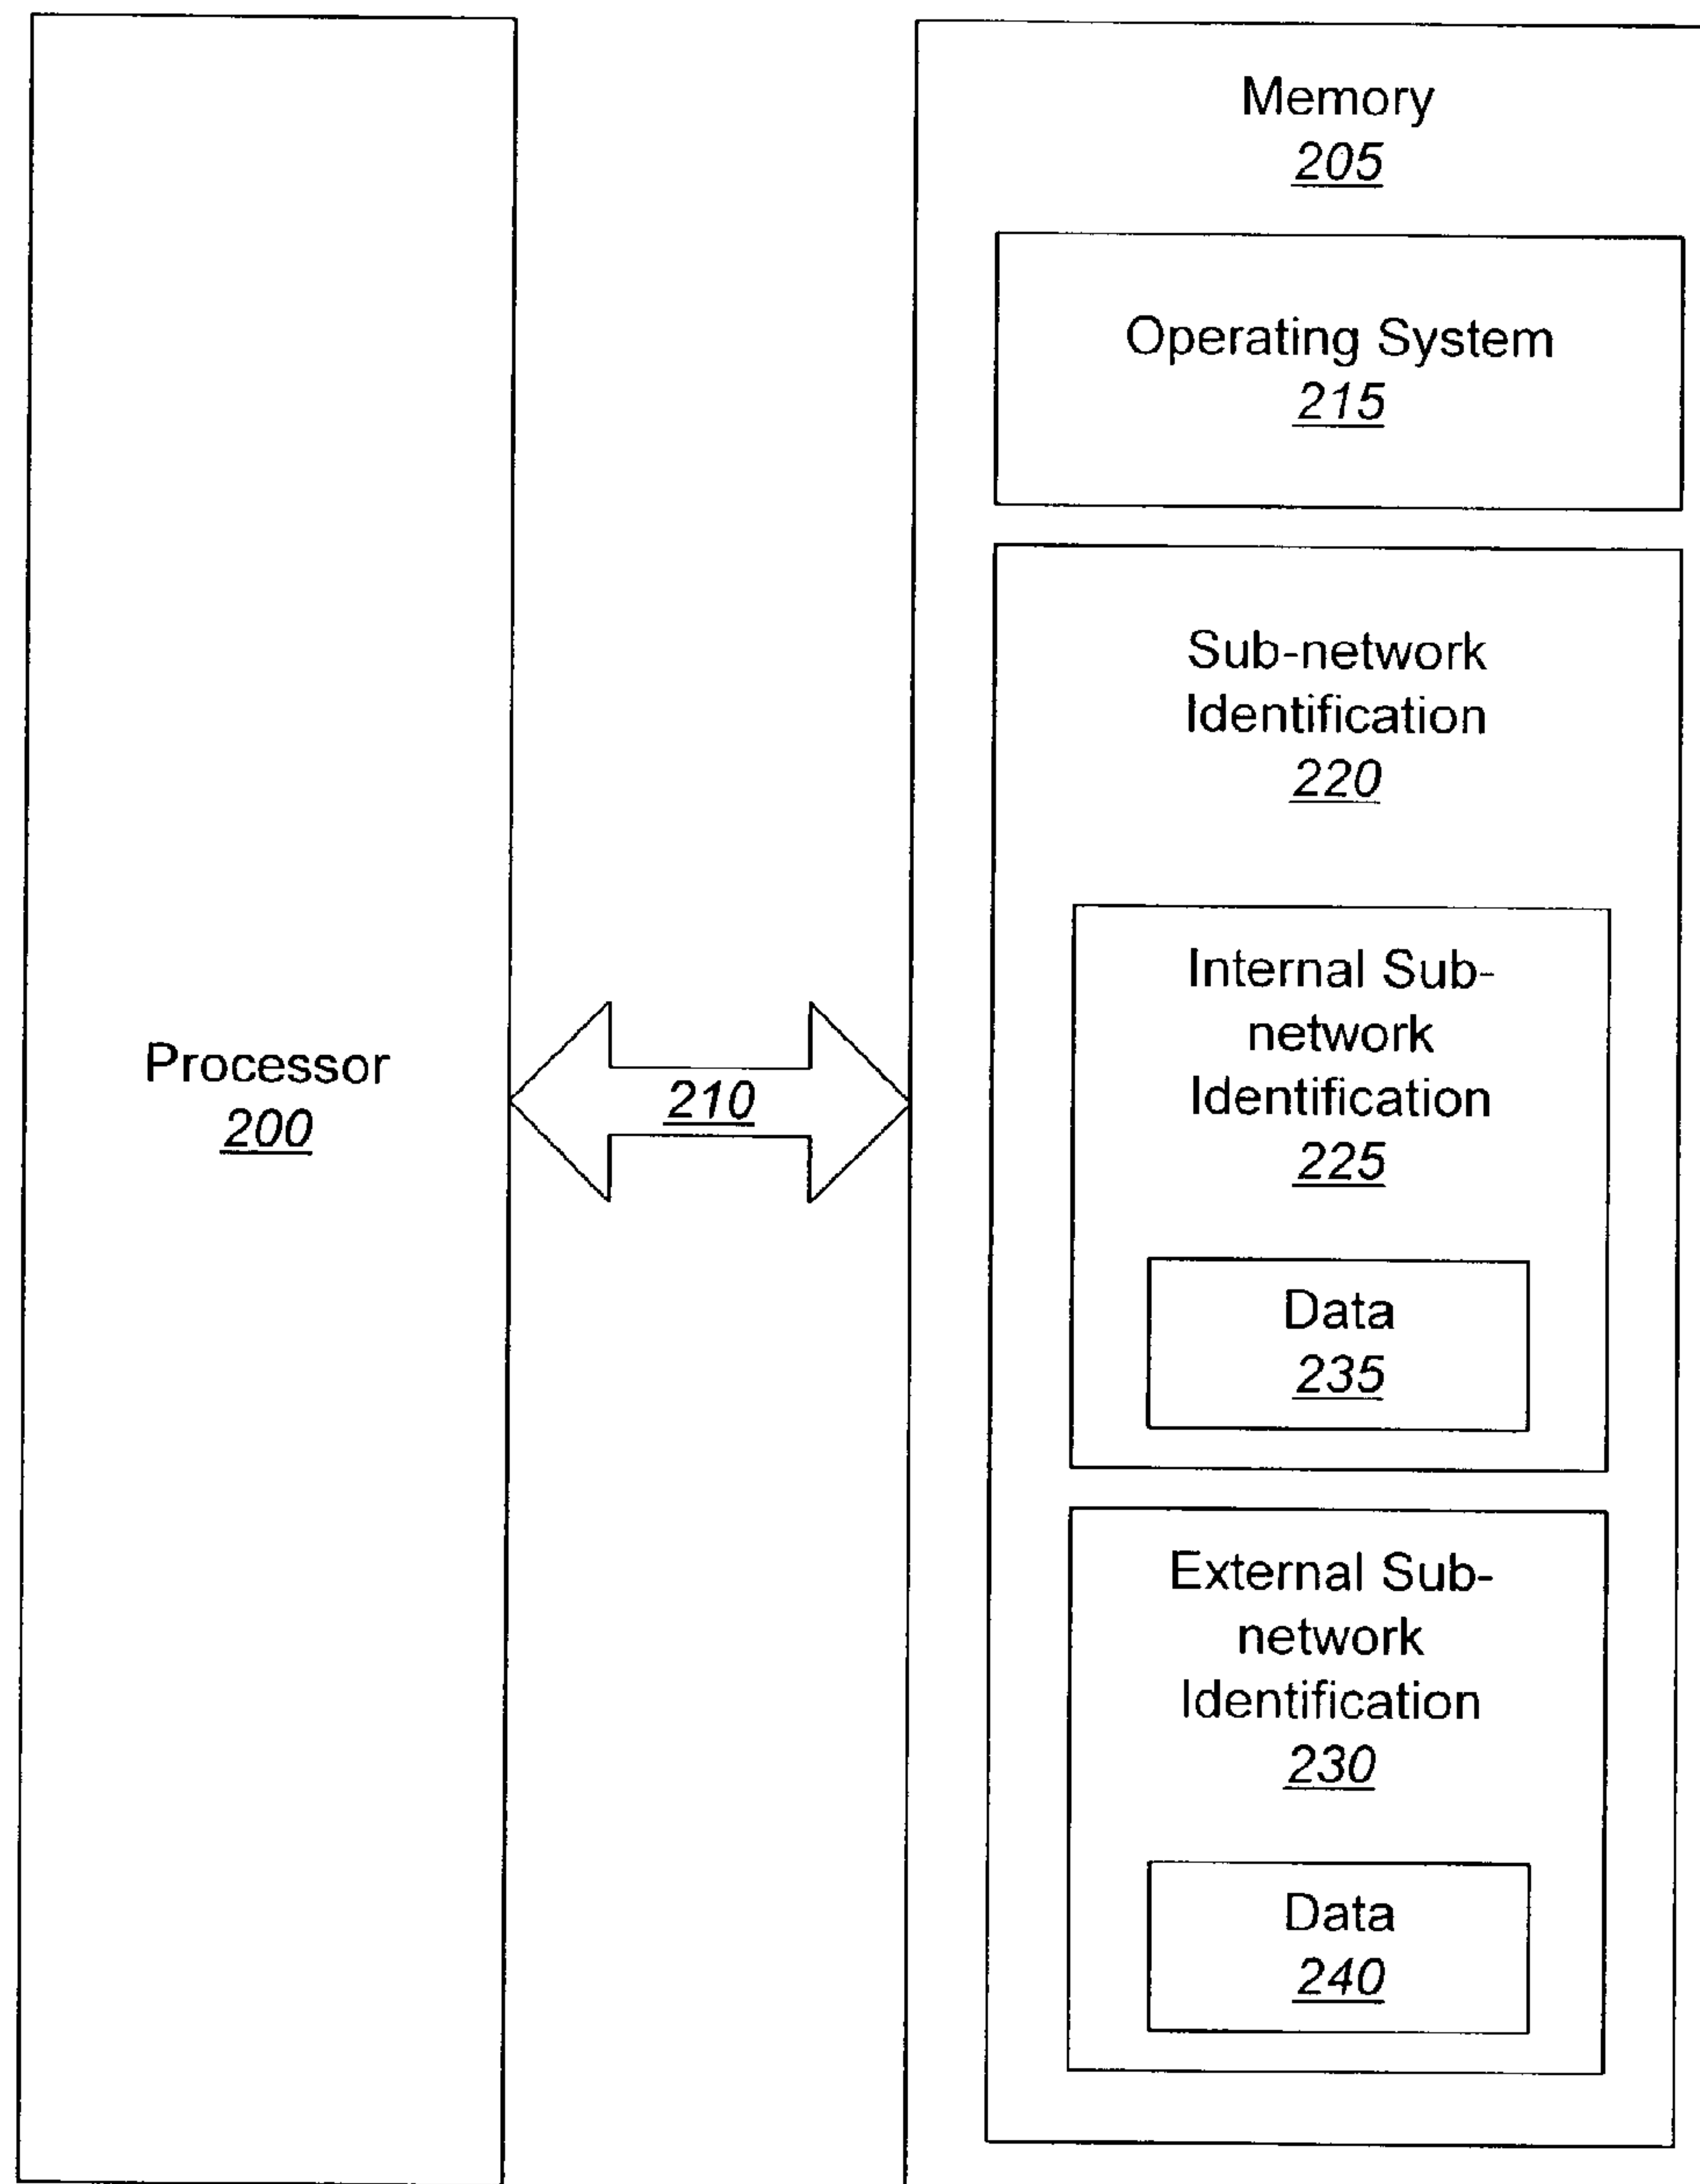 Processor
200
210
Memory
205
Operating System
215
Sub-network
Identification
220
Internal Sub-
network
Identification
225
Data
235
External Sub-
network
Identification
230
Data
240